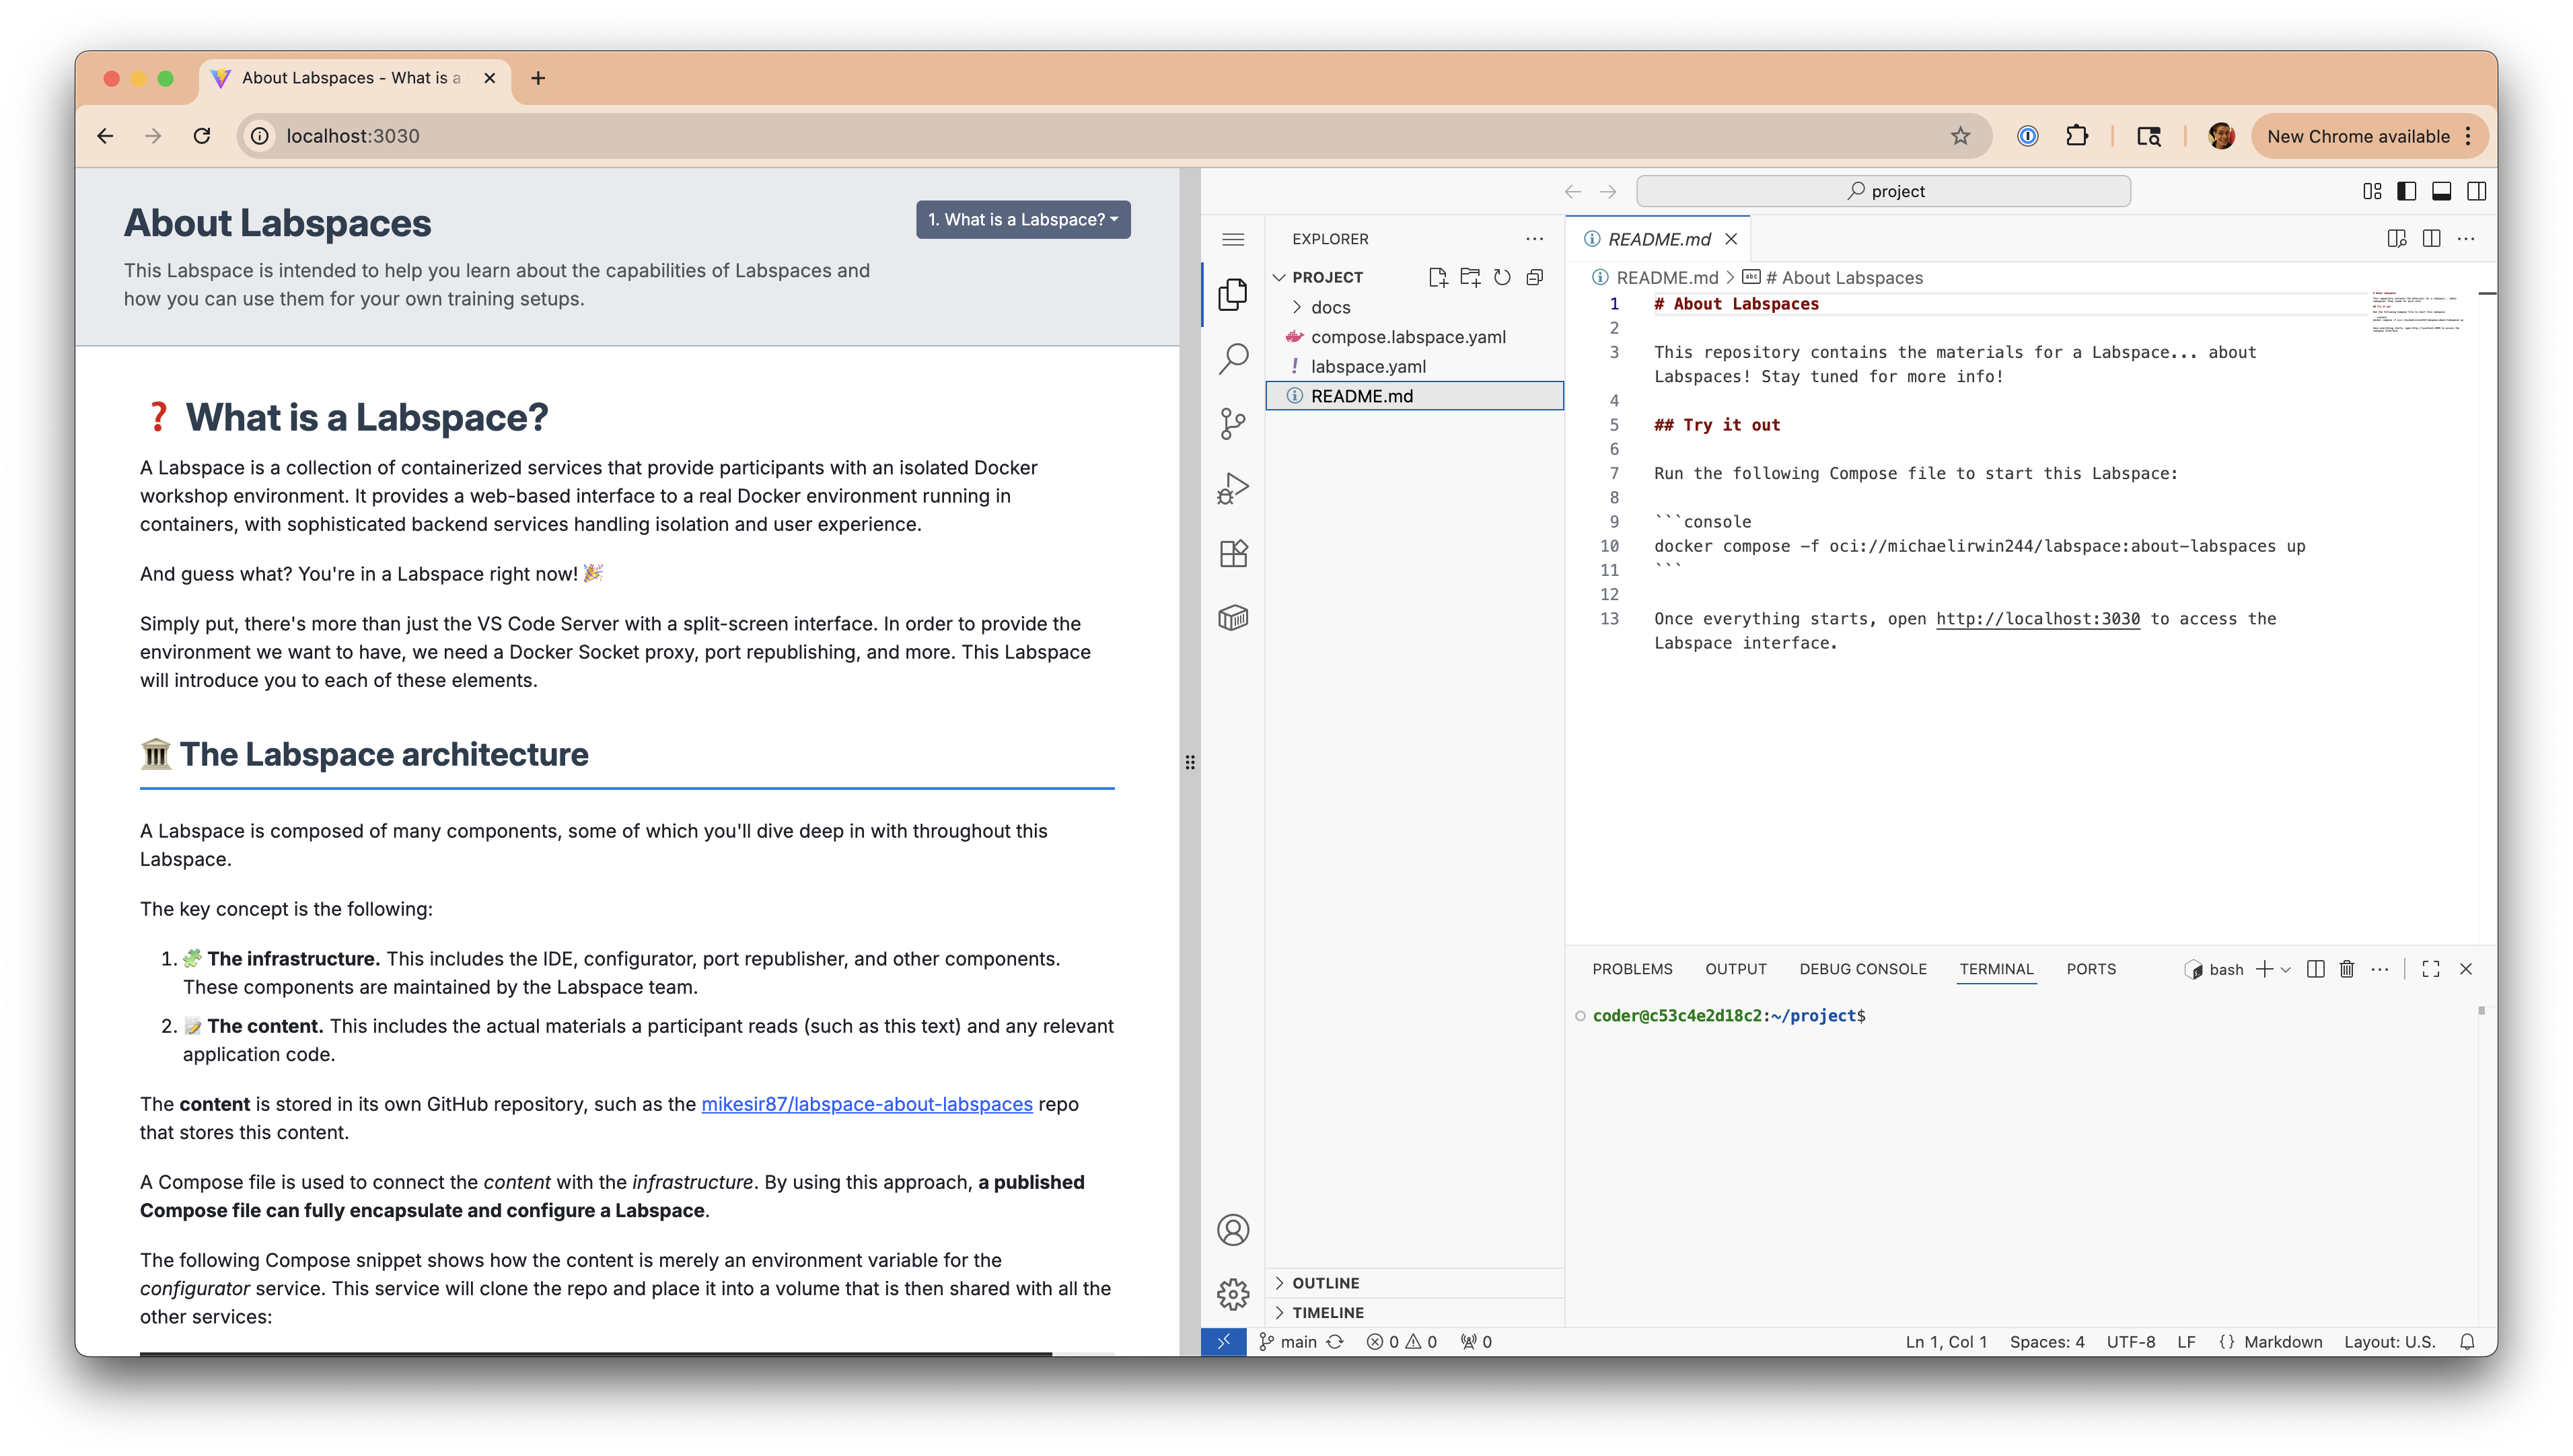 About Labspaces - What is a
localhost:3030
New Chrome available
About Labspaces
1. What is a Labspace?
This Labspace is intended to help you learn about the capabilities of Labspaces and
how you can use them for your own training setups.
❓ What is a Labspace?
A Labspace is a collection of containerized services that provide participants with an isolated Docker
workshop environment. It provides a web-based interface to a real Docker environment running in
containers, with sophisticated backend services handling isolation and user experience.
And guess what? You're in a Labspace right now! 🎉
Simply put, there's more than just the VS Code Server with a split-screen interface. In order to provide the
environment we want to have, we need a Docker Socket proxy, port republishing, and more. This Labspace
will introduce you to each of these elements.
🏛️ The Labspace architecture
A Labspace is composed of many components, some of which you'll dive deep in with throughout this
Labspace.
The key concept is the following:
1. 🧩 The infrastructure. This includes the IDE, configurator, port republisher, and other components.
These components are maintained by the Labspace team.
2. 📝 The content. This includes the actual materials a participant reads (such as this text) and any relevant
application code.
The content is stored in its own GitHub repository, such as the mikesir87/labspace-about-labspaces repo
that stores this content.
A Compose file is used to connect the content with the infrastructure. By using this approach, a published
Compose file can fully encapsulate and configure a Labspace.
The following Compose snippet shows how the content is merely an environment variable for the
configurator service. This service will clone the repo and place it into a volume that is then shared with all the
other services:
project
EXPLORER
PROJECT
docs
compose.labspace.yaml
labspace.yaml
README.md
OUTLINE
TIMELINE
README.md
README.md > # About Labspaces
1 # About Labspaces
2
3 This repository contains the materials for a Labspace... about
Labspaces! Stay tuned for more info!
4
5 ## Try it out
6
7 Run the following Compose file to start this Labspace:
8
9 ```console
10 docker compose -f oci://michaelirwin244/labspace:about-labspaces up
11 ```
12
13 Once everything starts, open http://localhost:3030 to access the
Labspace interface.
PROBLEMS OUTPUT DEBUG CONSOLE TERMINAL PORTS bash
coder@c53c4e2d18c2:~/project$
main 0 0 0 Ln 1, Col 1 Spaces: 4 UTF-8 LF {} Markdown Layout: U.S.